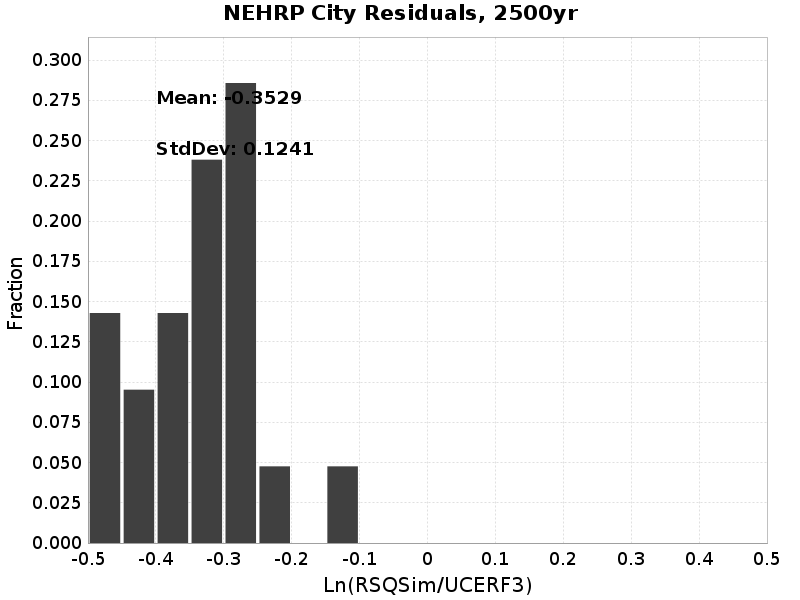 NEHRP City Residuals, 2500yr
Mean: -0.3529
StdDev: 0.1241
Fraction
0.300
0.275
0.250
0.225
0.200
0.175
0.150
0.125
0.100
0.075
0.050
0.025
0.000
-0.5 -0.4 -0.3 -0.2 -0.1 0 0.1 0.2 0.3 0.4 0.5
Ln(RSQSim/UCERF3)